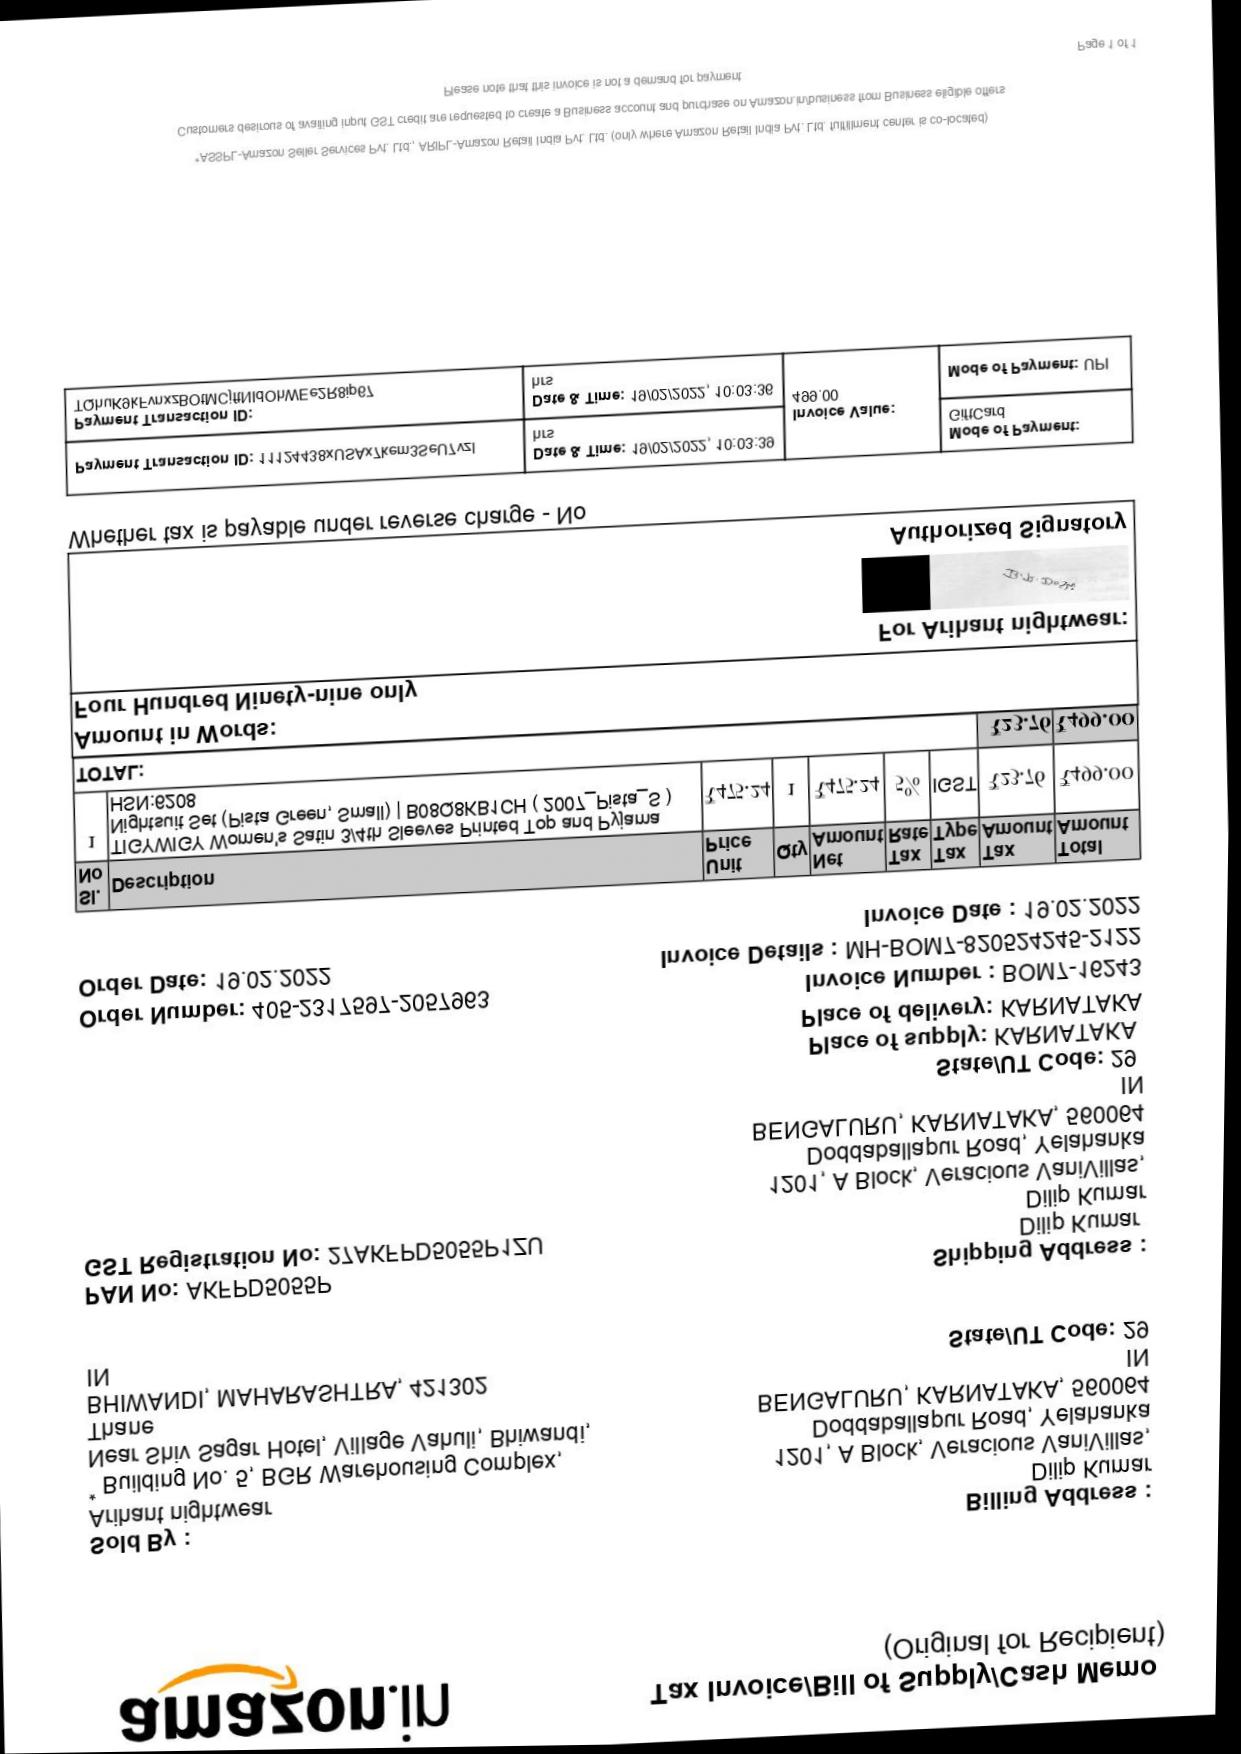 amazon.in
Tax Invoice/Bill of Supply/Cash Memo
(Original for Recipient)
Sold By :
Arihant nightwear
* Building No. 5, BGR Warehousing Complex,
Near Shiv Sagar Hotel, Village Vahuli, Bhiwandi,
Thane
BHIWANDI, MAHARASHTRA, 421302
IN
PAN No: AKFPD5055P
GST Registration No: 27AKFPD5055P1ZU
Billing Address :
Dilip Kumar
1201, A Block, Veracious VaniVillas,
Doddaballapur Road, Yelahanka
BENGALURU, KARNATAKA, 560064
IN
State/UT Code: 29
Shipping Address :
Dilip Kumar
Dilip Kumar
1201, A Block, Veracious VaniVillas,
Doddaballapur Road, Yelahanka
BENGALURU, KARNATAKA, 560064
IN
State/UT Code: 29
Place of supply: KARNATAKA
Place of delivery: KARNATAKA
Order Number: 405-2317597-2057963
Order Date: 19.02.2022
Invoice Number : BOM7-16243
Invoice Details : MH-BOM7-820524245-2122
Invoice Date : 19.02.2022
Sl. No Description Unit Price Qty Net Amount Tax Rate Tax Type Tax Amount Total Amount
1 TIGYWIGY Women's Satin 3/4th Sleeves Printed Top and Pyjama
Nightsuit Set (Pista Green, Small) | B08Q8KB1CH ( 2007_Pista_S )
HSN:6208
₹475.24 1 ₹475.24 5% IGST ₹23.76 ₹499.00
TOTAL: ₹23.76 ₹499.00
Amount in Words:
Four Hundred Ninety-nine only
For Arihant nightwear:
B.P. Doshi
Authorized Signatory
Whether tax is payable under reverse charge - No
Payment Transaction ID: 11124438xUSAx7kem3SeU7vzI
Date & Time: 19/02/2022, 10:03:39
hrs
Invoice Value:
499.00
Mode of Payment:
GiftCard
Payment Transaction ID:
TQhuK9kFvnxzBOfMCjftNIdOhWEe2R8ip67
Date & Time: 19/02/2022, 10:03:36
hrs
Mode of Payment: UPI
*ASSPL-Amazon Seller Services Pvt. Ltd., ARIPL-Amazon Retail India Pvt. Ltd. (only where Amazon Retail India Pvt. Ltd. fulfillment center is co-located)
Customers desirous of availing input GST credit are requested to create a Business account and purchase on Amazon.in/business from Business eligible offers
Please note that this invoice is not a demand for payment
Page 1 of 1